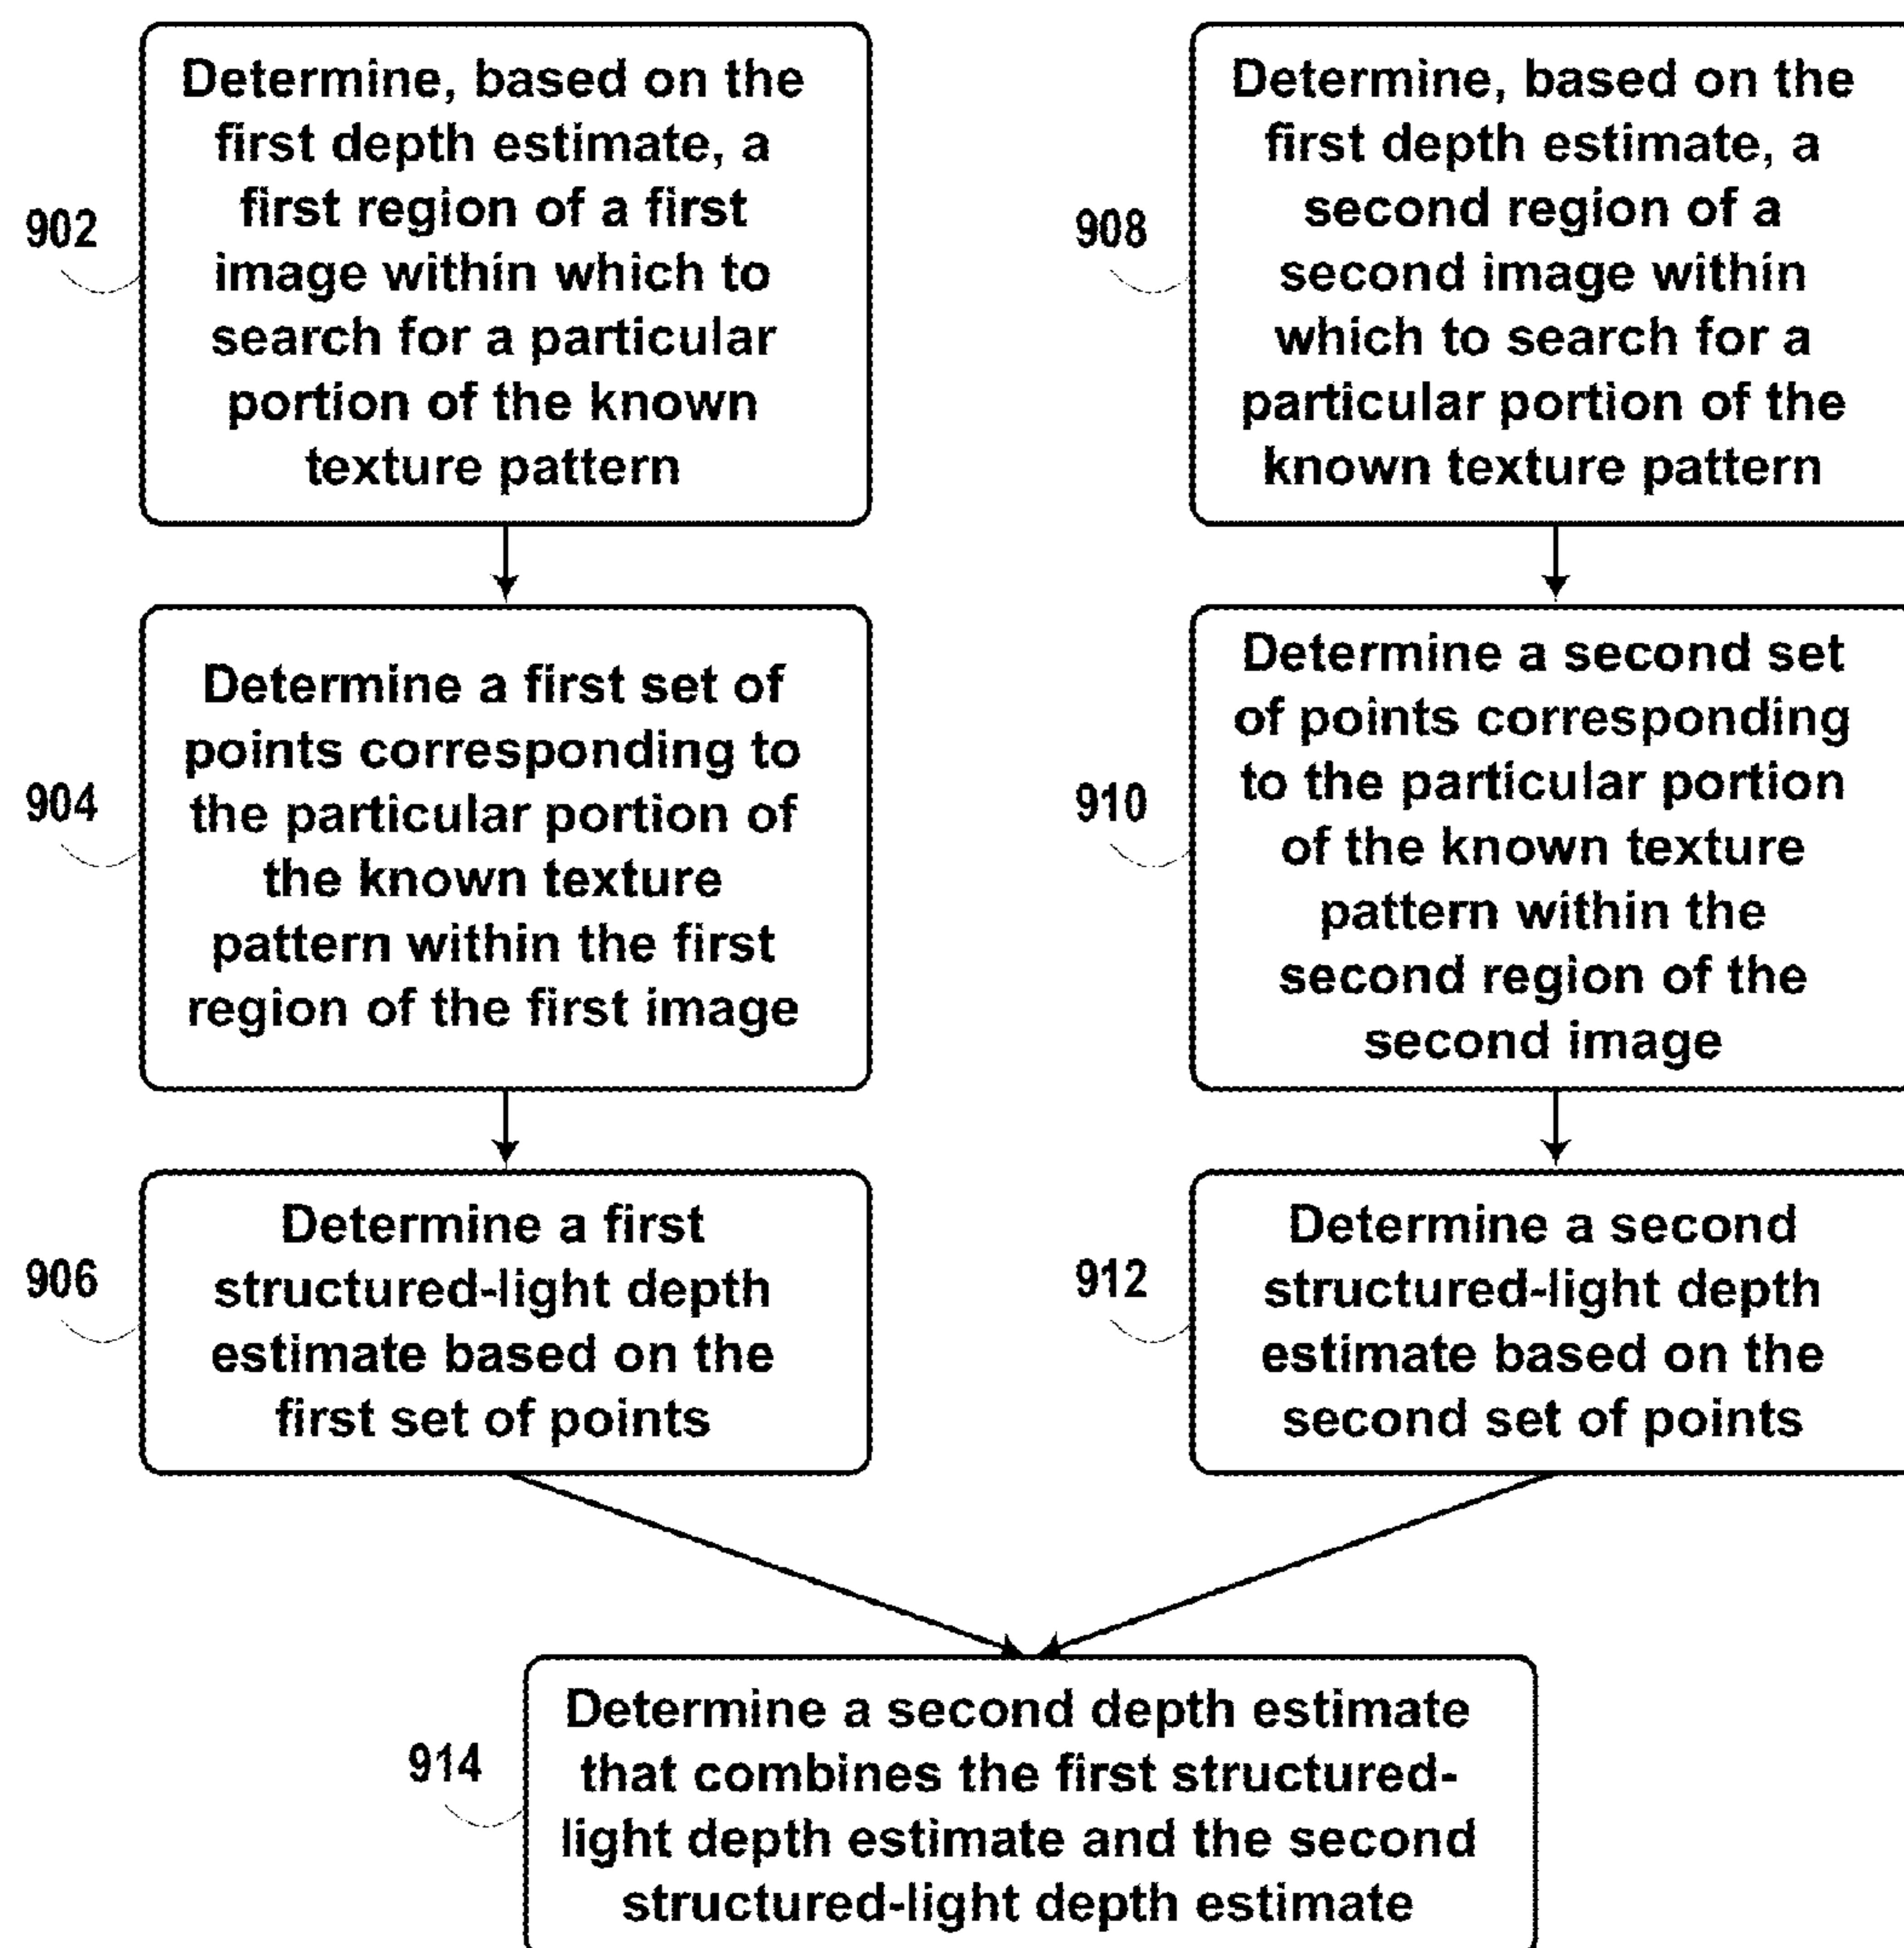 902
Determine, based on the
first depth estimate, a
first region of a first
image within which to
search for a particular
portion of the known
texture pattern
904
Determine a first set of
points corresponding to
the particular portion of
the known texture
pattern within the first
region of the first image
906
Determine a first
structured-light depth
estimate based on the
first set of points
908
Determine, based on the
first depth estimate, a
second region of a
second image within
which to search for a
particular portion of the
known texture pattern
910
Determine a second set
of points corresponding
to the particular portion
of the known texture
pattern within the
second region of the
second image
912
Determine a second
structured-light depth
estimate based on the
second set of points
914
Determine a second depth estimate
that combines the first structured-
light depth estimate and the second
structured-light depth estimate